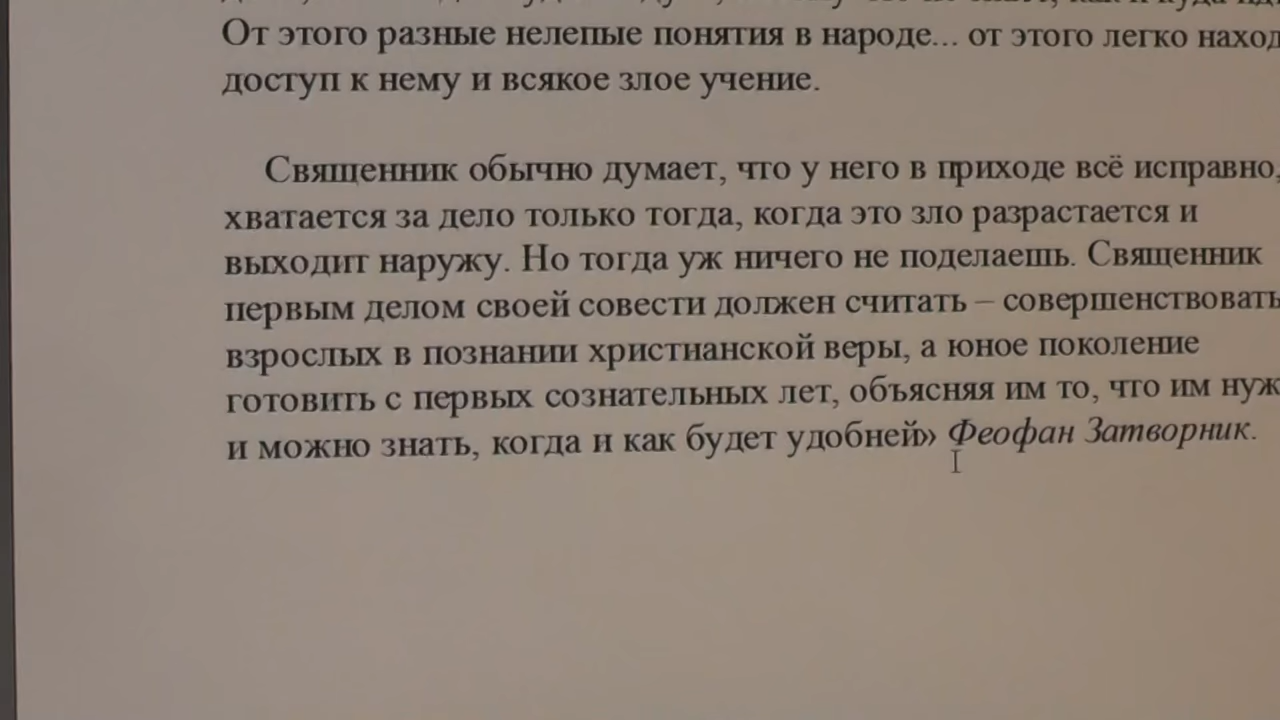 От этого разные нелепые понятия в народе... от этого легко наход
доступ к нему и всякое злое учение.
Священник обычно думает, что у него в приходе всё исправно,
хватается за дело только тогда, когда это зло разрастается и
выходит наружу. Но тогда уж ничего не поделаешь. Священник
первым делом своей совести должен считать – совершенствовать
взрослых в познании христианской веры, а юное поколение
готовить с первых сознательных лет, объясняя им то, что им нуж
и можно знать, когда и как будет удобней» Феофан Затворник.